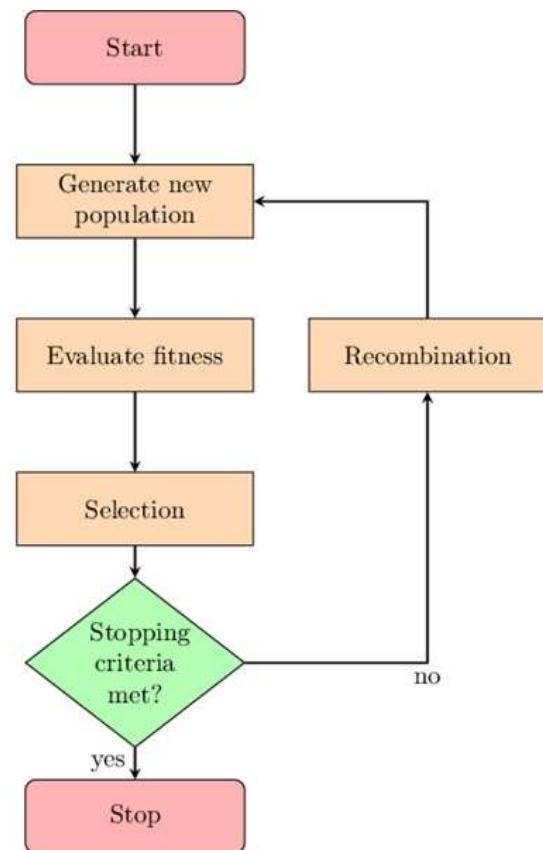 Start
Generate new
population
Evaluate fitness
Recombination
Selection
Stopping
criteria
met?
no
yes
Stop